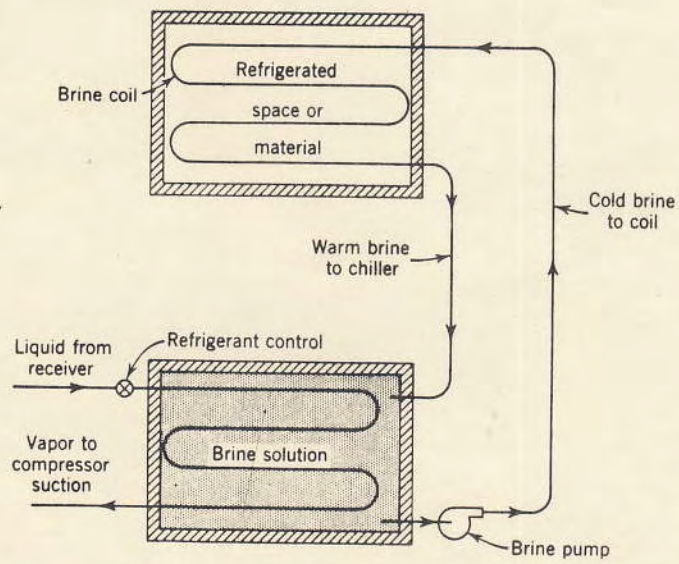 Refrigerated
space or
material
Brine coil
Cold brine
to coil
Warm brine
to chiller
Liquid from
receiver
Refrigerant control
Vapor to
compressor
suction
Brine solution
Brine pump